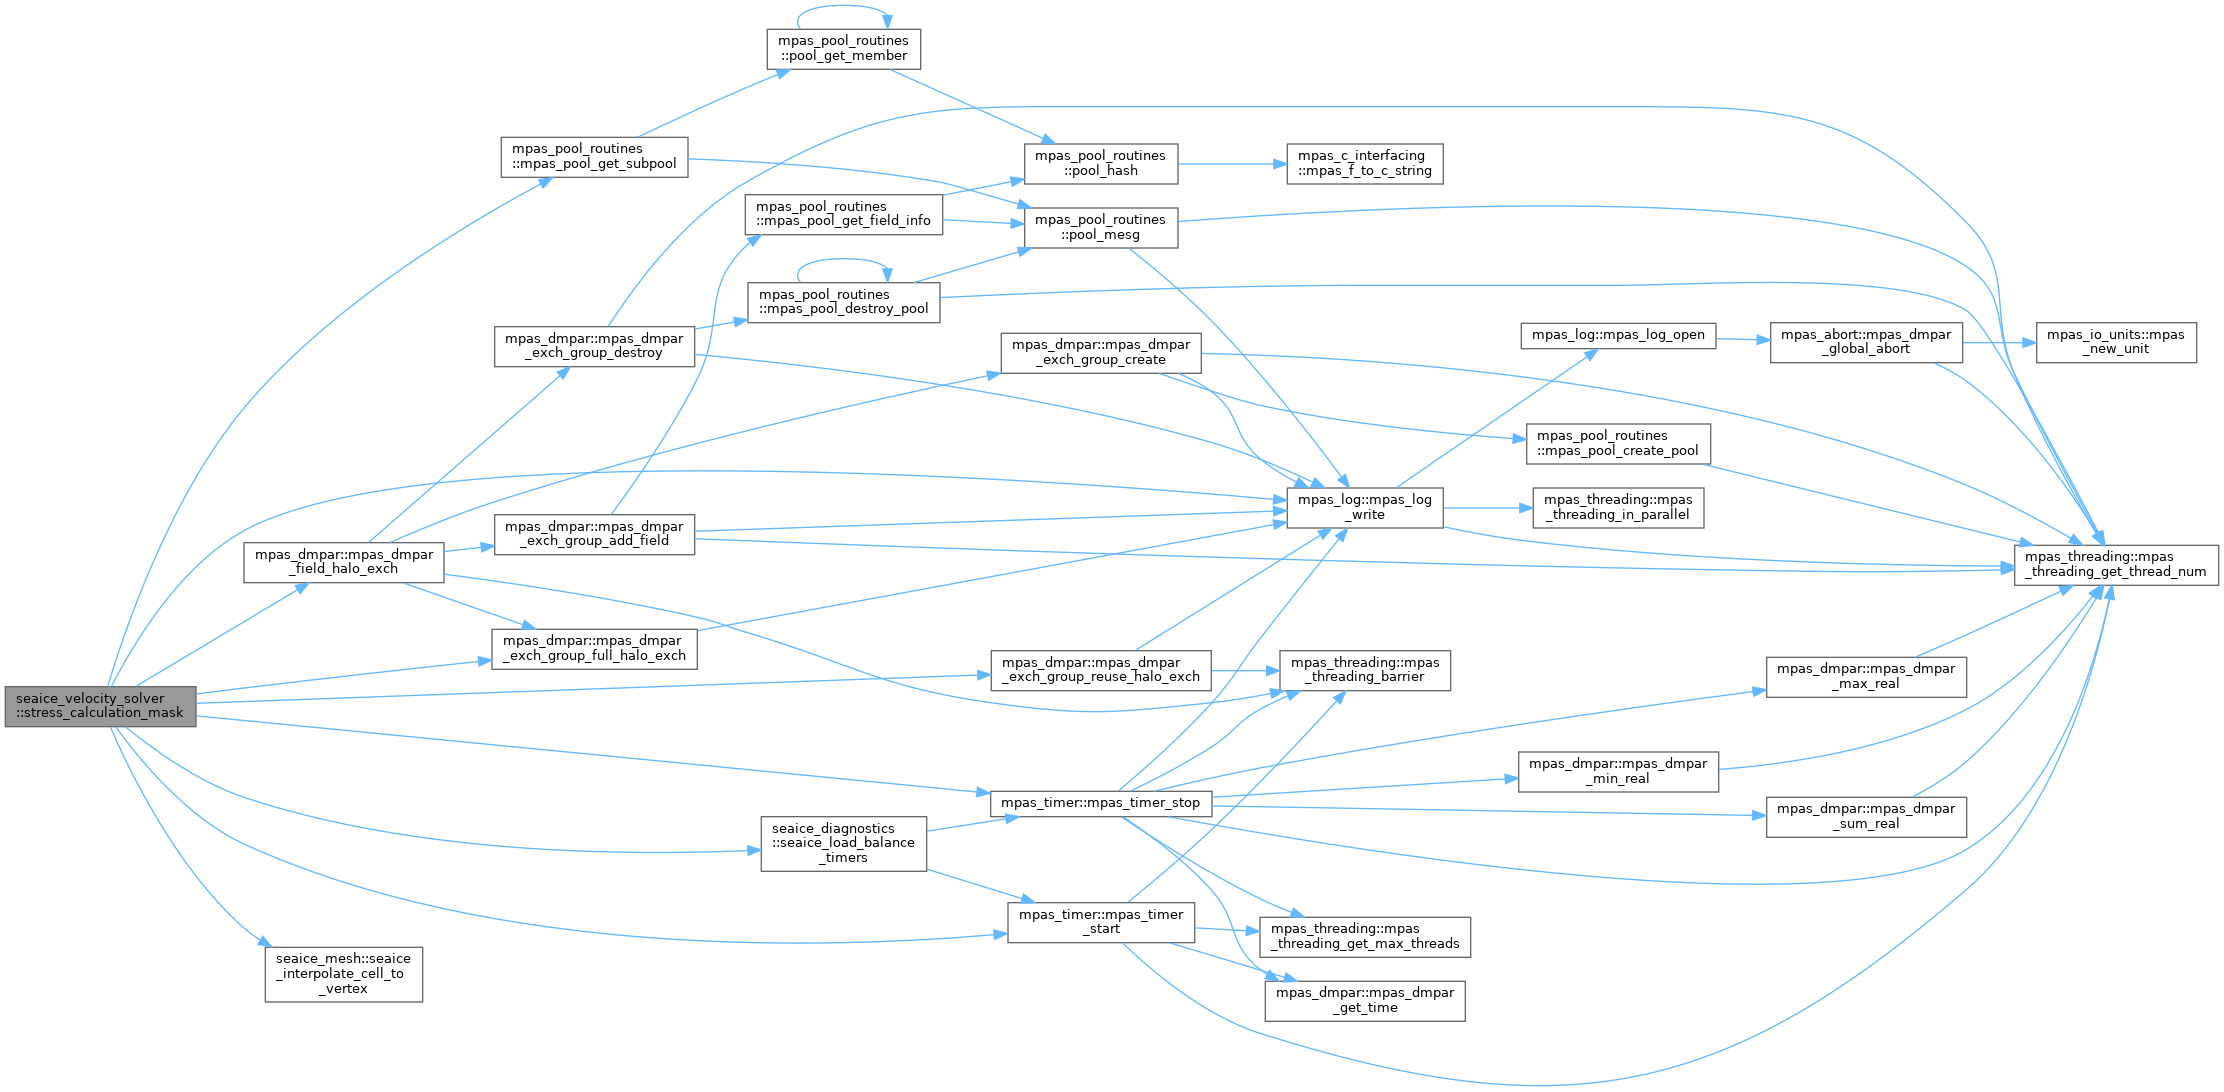 mpas_pool_routines
::pool_get_member
mpas_pool_routines
::mpas_pool_get_subpool
mpas_pool_routines
::pool_hash
mpas_c_interfacing
::mpas_f_to_c_string
mpas_pool_routines
::mpas_pool_get_field_info
mpas_pool_routines
::pool_mesg
mpas_pool_routines
::mpas_pool_destroy_pool
mpas_dmpar::mpas_dmpar
_exch_group_destroy
mpas_dmpar::mpas_dmpar
_exch_group_create
mpas_log::mpas_log_open
mpas_abort::mpas_dmpar
_global_abort
mpas_io_units::mpas
_new_unit
mpas_pool_routines
::mpas_pool_create_pool
mpas_log::mpas_log
_write
mpas_threading::mpas
_threading_in_parallel
mpas_dmpar::mpas_dmpar
_exch_group_add_field
mpas_dmpar::mpas_dmpar
_field_halo_exch
mpas_threading::mpas
_threading_get_thread_num
mpas_dmpar::mpas_dmpar
_exch_group_full_halo_exch
mpas_dmpar::mpas_dmpar
_exch_group_reuse_halo_exch
mpas_threading::mpas
_threading_barrier
mpas_dmpar::mpas_dmpar
_max_real
seaice_velocity_solver
::stress_calculation_mask
mpas_dmpar::mpas_dmpar
_min_real
mpas_timer::mpas_timer_stop
mpas_dmpar::mpas_dmpar
_sum_real
seaice_diagnostics
::seaice_load_balance
_timers
mpas_timer::mpas_timer
_start
mpas_threading::mpas
_threading_get_max_threads
seaice_mesh::seaice
_interpolate_cell_to
_vertex
mpas_dmpar::mpas_dmpar
_get_time